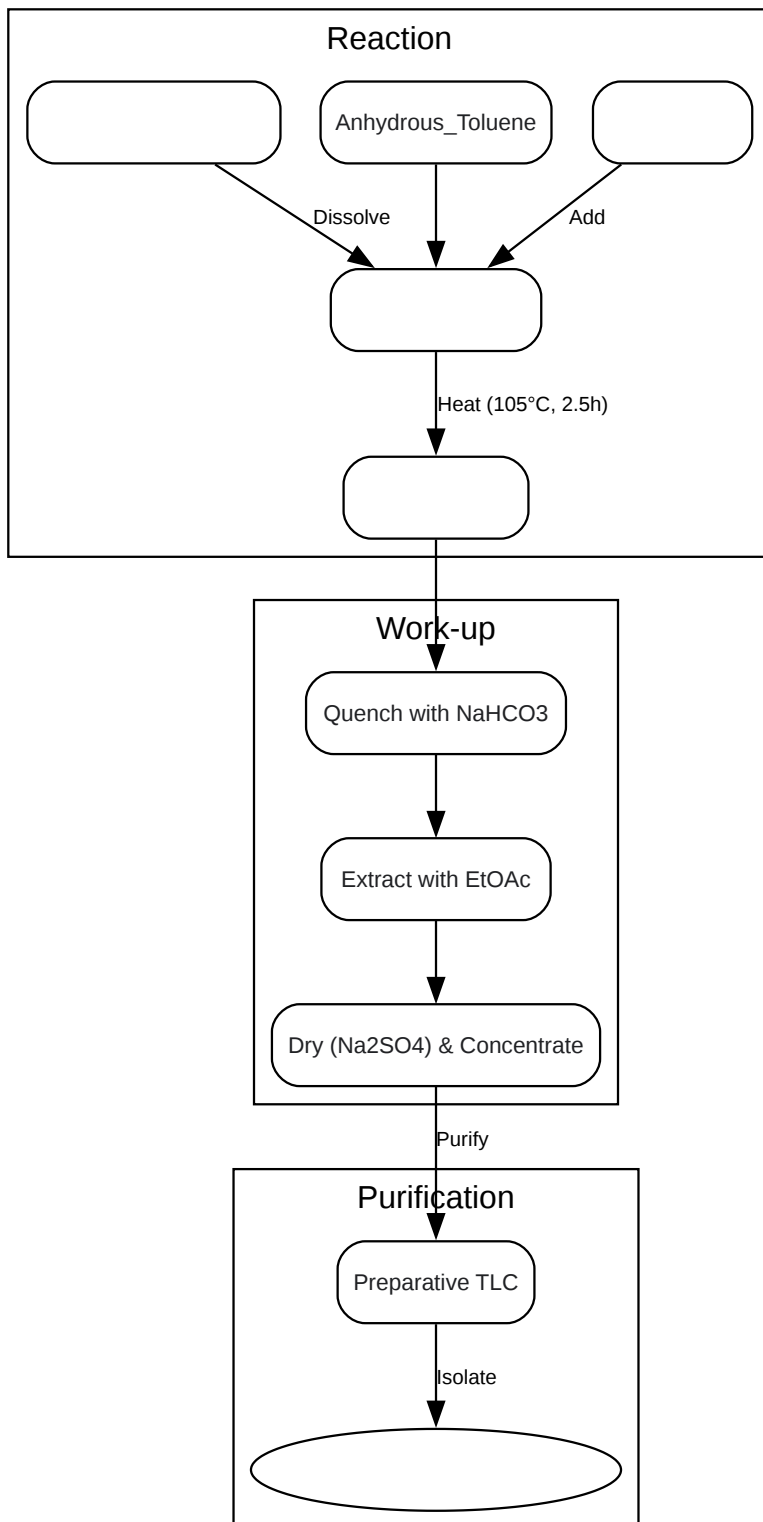 Reaction
Anhydrous_Toluene
Dissolve
Add
Heat (105°C, 2.5h)
Work-up
Quench with NaHCO3
Extract with EtOAc
Dry (Na2SO4) & Concentrate
Purify
Purification
Preparative TLC
Isolate